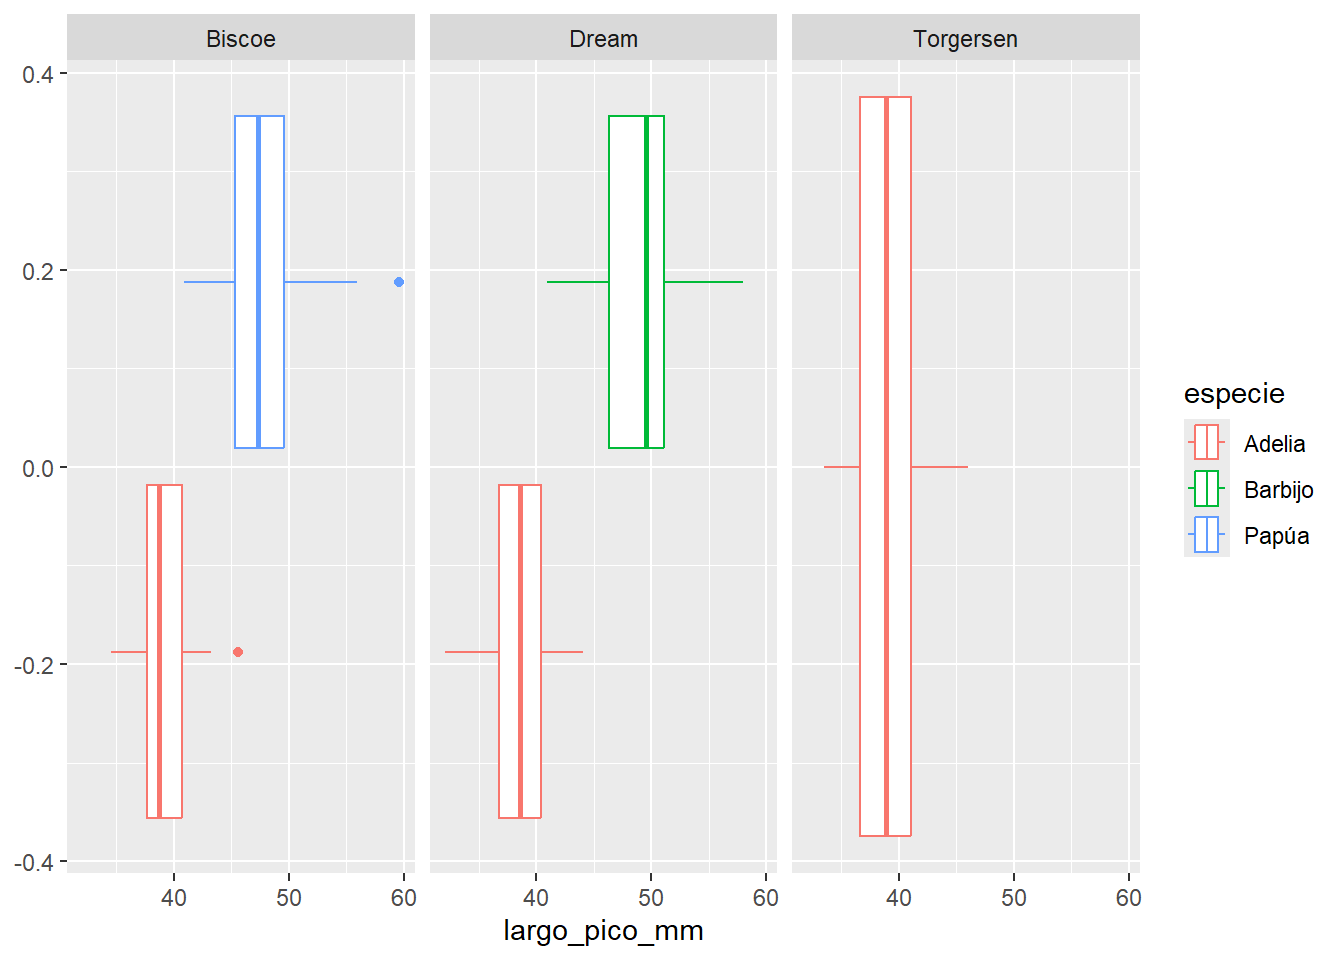 Biscoe Dream Torgersen
0.4
0.2
0.0
-0.2
-0.4
40 50 60 40 50 60 40 50 60
largo_pico_mm
especie
Adelia
Barbijo
Papúa